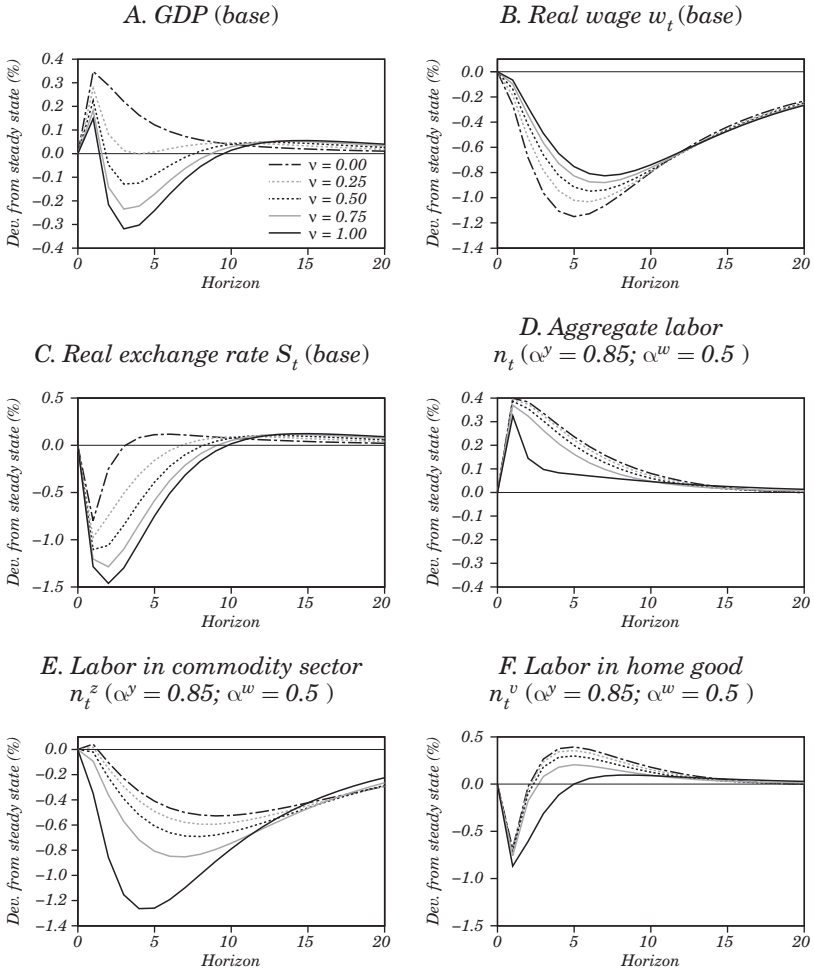 A. GDP (base)
Dev. from steady state (%)
0.4
0.3
0.2
0.1
0.0
−0.1
−0.2
−0.3
−0.4
ν = 0.00
ν = 0.25
ν = 0.50
ν = 0.75
ν = 1.00
0 5 10 15 20
Horizon
B. Real wage w_t (base)
Dev. from steady state (%)
0.0
−0.2
−0.4
−0.6
−0.8
−1.0
−1.2
−1.4
0 5 10 15 20
Horizon
C. Real exchange rate S_t (base)
Dev. from steady state (%)
0.5
0.0
−0.5
−1.0
−1.5
0 5 10 15 20
Horizon
D. Aggregate labor
n_t (α^y = 0.85; α^w = 0.5 )
Dev. from steady state (%)
0.4
0.3
0.2
0.1
0.0
−0.1
−0.2
−0.3
−0.4
0 5 10 15 20
Horizon
E. Labor in commodity sector
n_t^z (α^y = 0.85; α^w = 0.5 )
Dev. from steady state (%)
0.0
−0.2
−0.4
−0.6
−0.8
−1.0
−1.2
−1.4
0 5 10 15 20
Horizon
F. Labor in home good
n_t^v (α^y = 0.85; α^w = 0.5 )
Dev. from steady state (%)
0.5
0.0
−0.5
−1.0
−1.5
0 5 10 15 20
Horizon